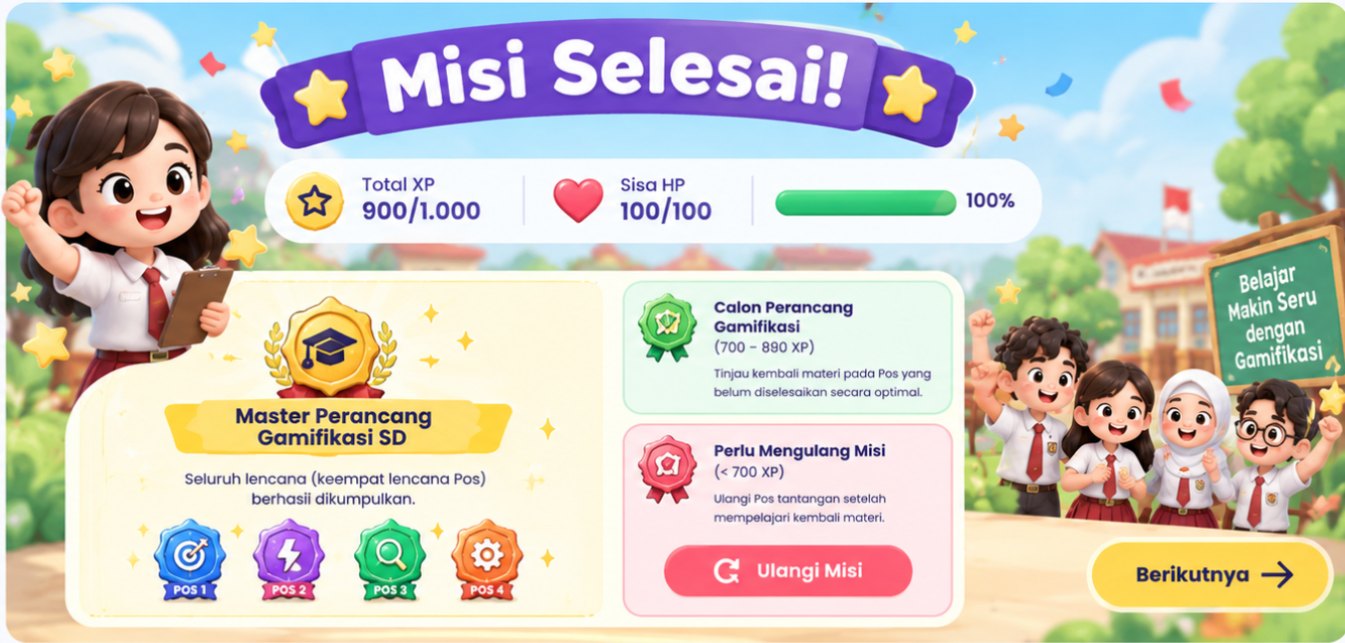 Misi Selesai!
Total XP
900/1.000
Sisa HP
100/100
100%
Belajar
Makin Seru
dengan
Gamifikasi
Master Perancang
Gamifikasi SD
Seluruh lencana (keempat lencana Pos)
berhasil dikumpulkan.
POS 1
POS 2
POS 3
POS 4
Calon Perancang
Gamifikasi
(700 – 890 XP)
Tinjau kembali materi pada Pos yang
belum diselesaikan secara optimal.
Perlu Mengulang Misi
(< 700 XP)
Ulangi Pos tantangan setelah
mempelajari kembali materi.
Ulangi Misi
Berikutnya